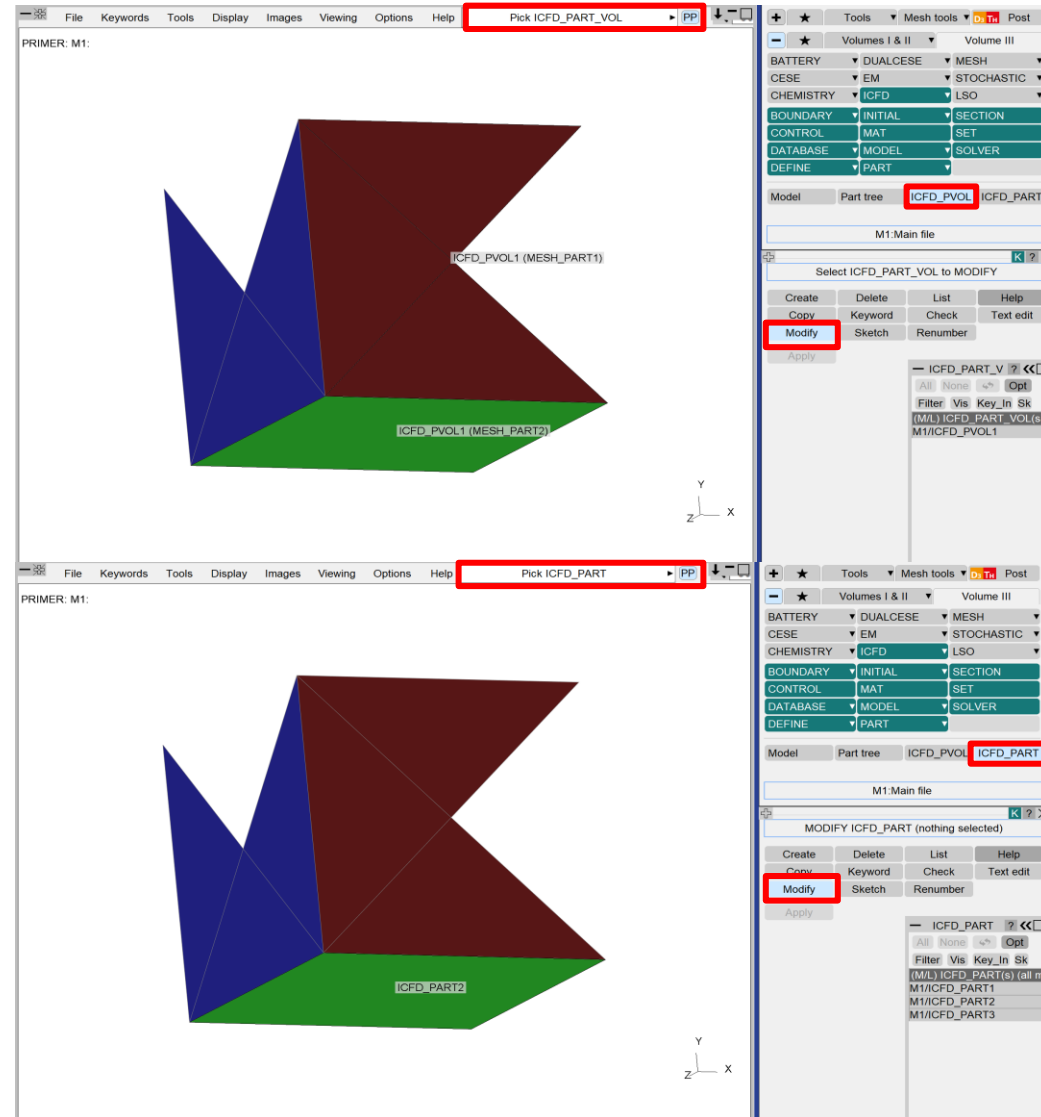 File Keywords Tools Display Images Viewing Options Help Pick ICFD_PART_VOL PP
PRIMER: M1:
ICFD_PVOL1 (MESH_PART1)
ICFD_PVOL1 (MESH_PART2)
Y
Z X
Tools Mesh tools D3 TH Post
Volumes I & II Volume III
BATTERY DUALCESE MESH
CESE EM STOCHASTIC
CHEMISTRY ICFD LSO
BOUNDARY INITIAL SECTION
CONTROL MAT SET
DATABASE MODEL SOLVER
DEFINE PART
Model Part tree ICFD_PVOL ICFD_PART
M1:Main file
K ?
Select ICFD_PART_VOL to MODIFY
Create Delete List Help
Copy Keyword Check Text edit
Modify Sketch Renumber
Apply
ICFD_PART_V ?
All None Opt
Filter Vis Key_In Sk
(M/L) ICFD_PART_VOL(s
M1/ICFD_PVOL1
File Keywords Tools Display Images Viewing Options Help Pick ICFD_PART PP
PRIMER: M1:
ICFD_PART2
Y
Z X
Tools Mesh tools D3 TH Post
Volumes I & II Volume III
BATTERY DUALCESE MESH
CESE EM STOCHASTIC
CHEMISTRY ICFD LSO
BOUNDARY INITIAL SECTION
CONTROL MAT SET
DATABASE MODEL SOLVER
DEFINE PART
Model Part tree ICFD_PVOL ICFD_PART
M1:Main file
K ?
MODIFY ICFD_PART (nothing selected)
Create Delete List Help
Copy Keyword Check Text edit
Modify Sketch Renumber
Apply
ICFD_PART ?
All None Opt
Filter Vis Key_In Sk
(M/L) ICFD_PART(s) (all m
M1/ICFD_PART1
M1/ICFD_PART2
M1/ICFD_PART3